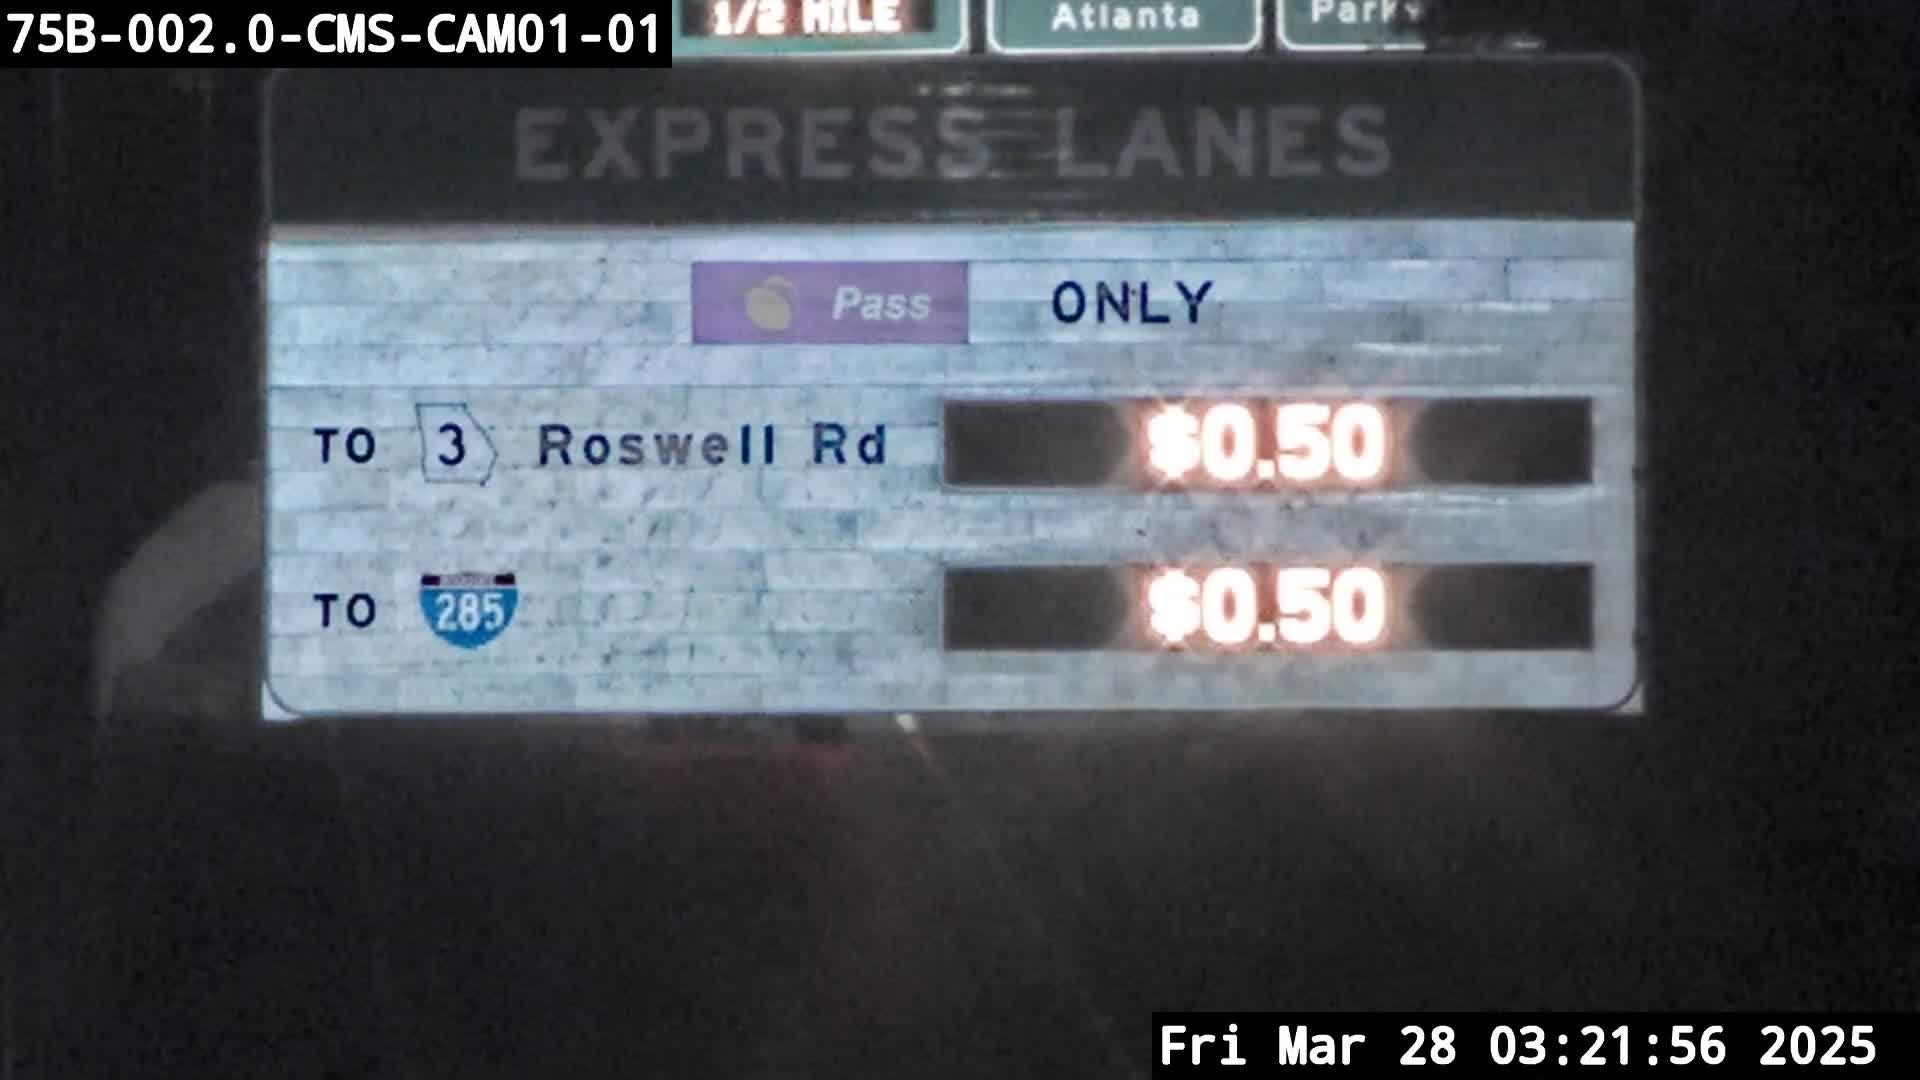 75B-002.0-CMS-CAM01-01
1/2 MILE
Atlanta
EXPRESS LANES
Pass ONLY
TO 3 Roswell Rd $0.50
TO 285 $0.50
Fri Mar 28 03:21:56 2025